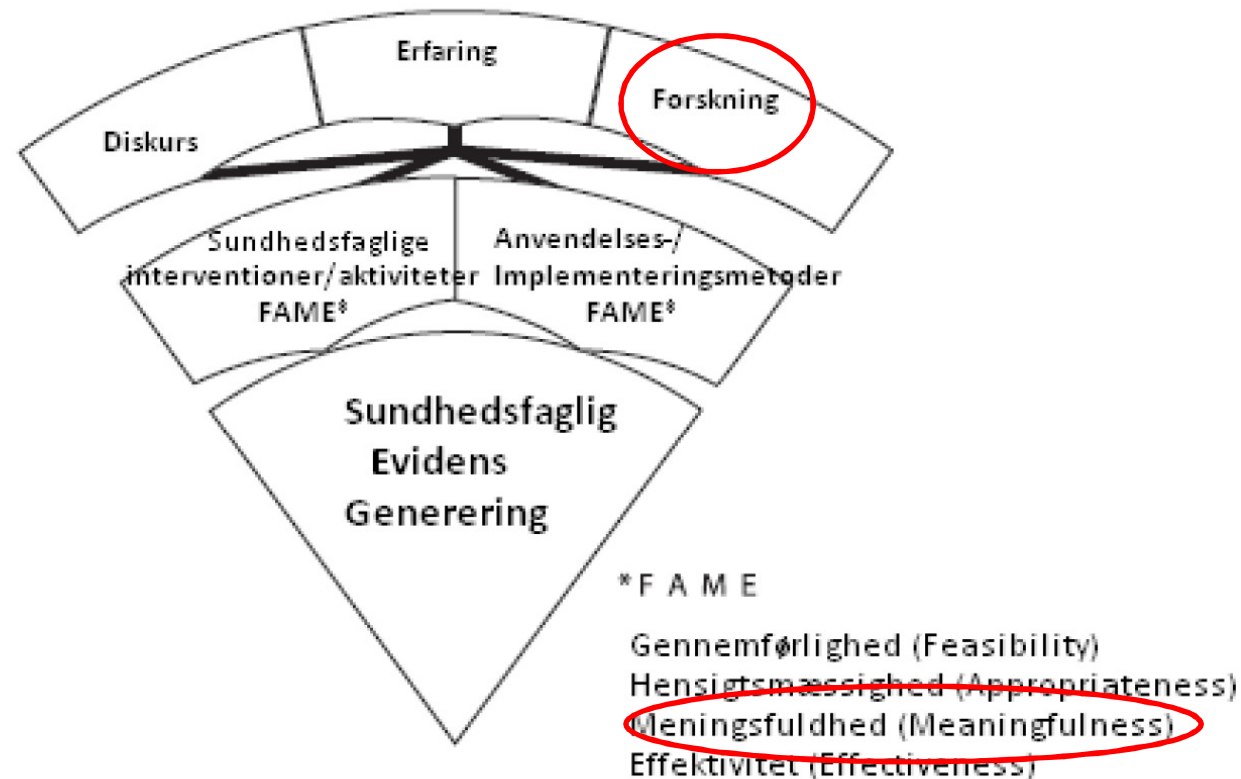 Erfaring
Forskning
Diskurs
Sundhedsfaglige
interventioner/aktiviteter
FAME*
Anvendelses-/
Implementeringsmetoder
FAME*
Sundhedsfaglig
Evidens
Generering
*F A M E
Gennemførlighed (Feasibility)
Hensigtsmæssighed (Appropriateness)
Meningsfuldhed (Meaningfulness)
Effektivitet (Effectiveness)